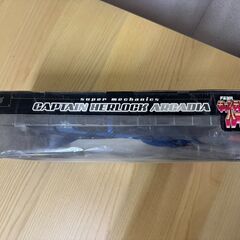 super mechanics
CAPTAIN HERLOCK ARCADIA